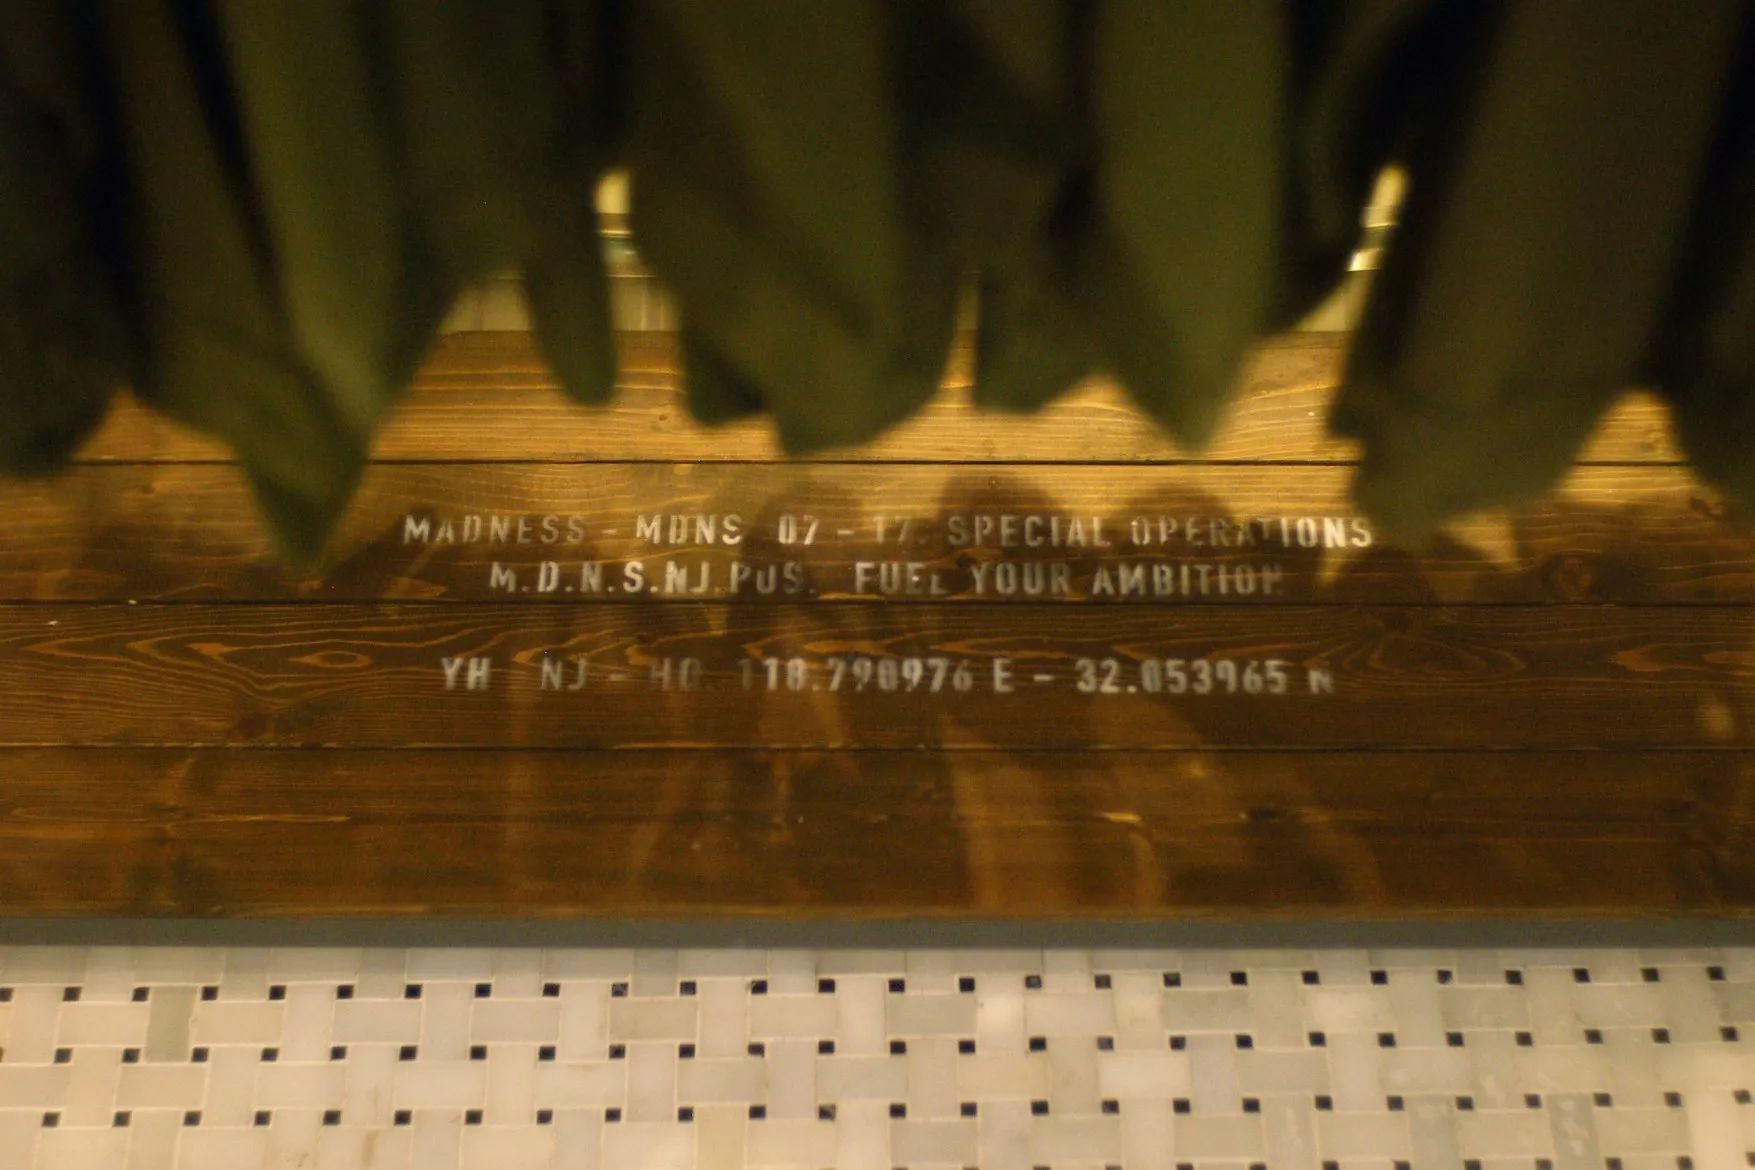 MADNESS - MDNS 07 - 17. SPECIAL OPERATIONS
M.D.N.S.NJ.PUS. FUEL YOUR AMBITION
YH NJ - HQ. 118.790976 E - 32.053965 N